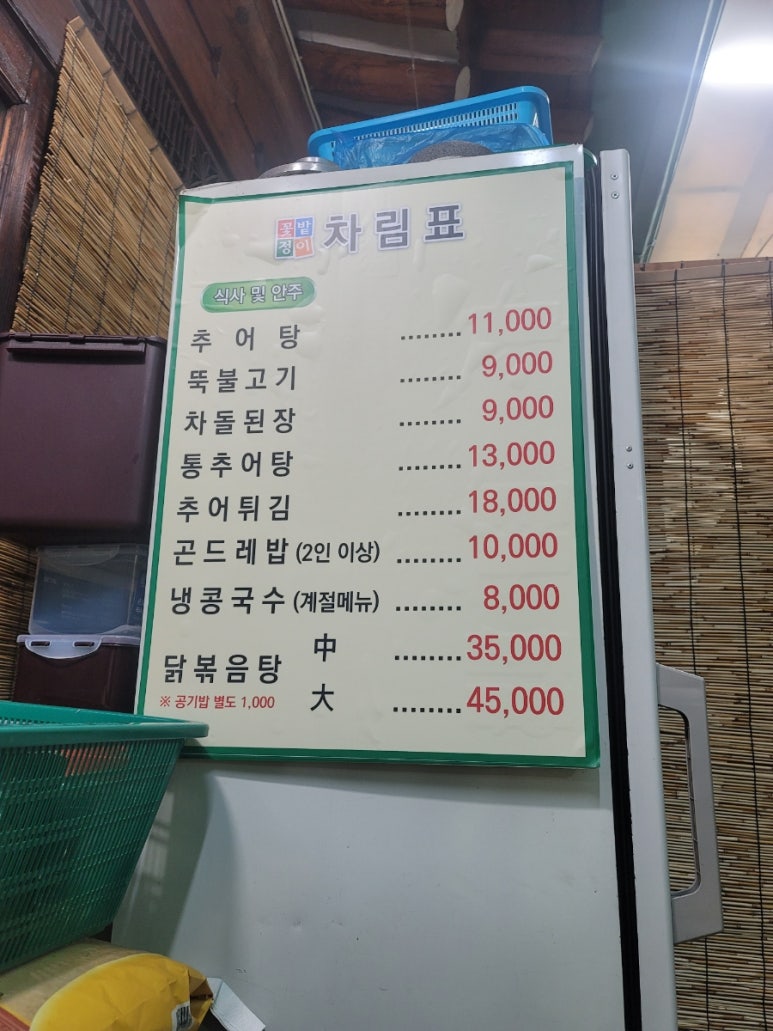 꽃밭정이 차림표
식사 및 안주
추어탕 ........ 11,000
뚝불고기 ........ 9,000
차돌된장 ........ 9,000
통추어탕 ........ 13,000
추어튀김 ........ 18,000
곤드레밥 (2인 이상) ........ 10,000
냉콩국수 (계절메뉴) ........ 8,000
닭볶음탕 中 ........ 35,000
※ 공기밥 별도 1,000 大 ........ 45,000